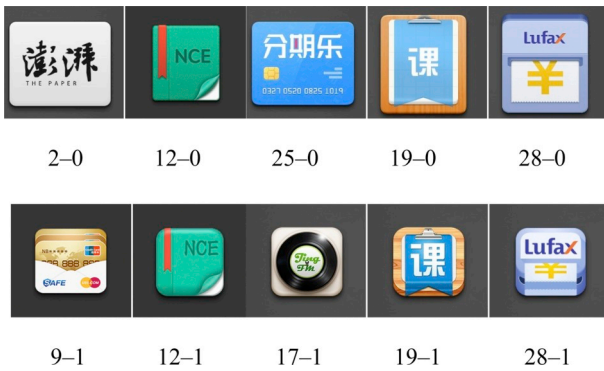 澎湃
THE PAPER
NCE
分期乐
0327 0520 0825 1019
课
Lufax
¥
2–0
12–0
25–0
19–0
28–0
SAFE
NCE
Jing
FM
课
Lufax
¥
9–1
12–1
17–1
19–1
28–1